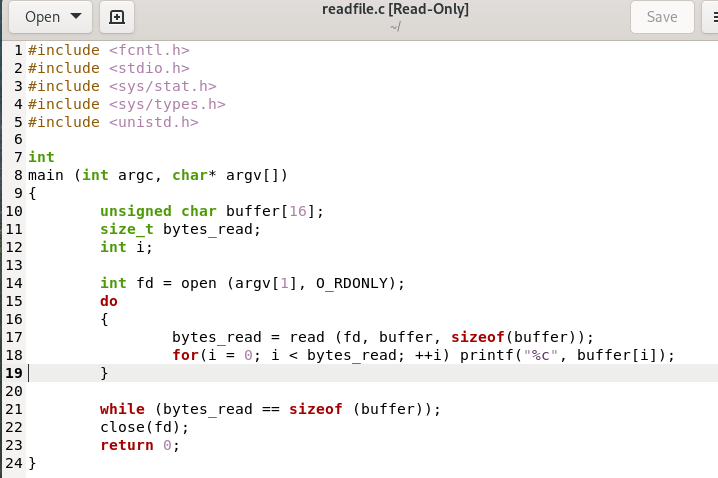 Open
readfile.c [Read-Only]
~/
Save
1 #include <fcntl.h>
2 #include <stdio.h>
3 #include <sys/stat.h>
4 #include <sys/types.h>
5 #include <unistd.h>
6
7 int
8 main (int argc, char* argv[])
9 {
10         unsigned char buffer[16];
11         size_t bytes_read;
12         int i;
13
14         int fd = open (argv[1], O_RDONLY);
15         do
16         {
17                 bytes_read = read (fd, buffer, sizeof(buffer));
18                 for(i = 0; i < bytes_read; ++i) printf("%c", buffer[i]);
19         }
20
21         while (bytes_read == sizeof (buffer));
22         close(fd);
23         return 0;
24 }